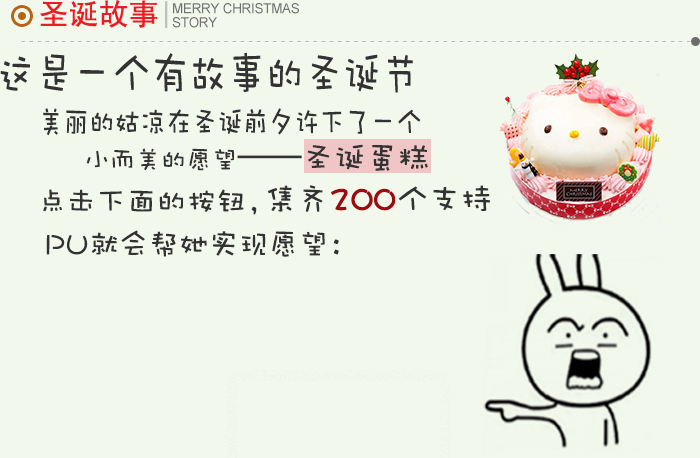 圣诞故事
MERRY CHRISTMAS
STORY
这是一个有故事的圣诞节
美丽的姑凉在圣诞前夕许下了一个
小而美的愿望——圣诞蛋糕
点击下面的按钮，集齐200个支持
PU就会帮她实现愿望：
MERRY
CHRISTMAS